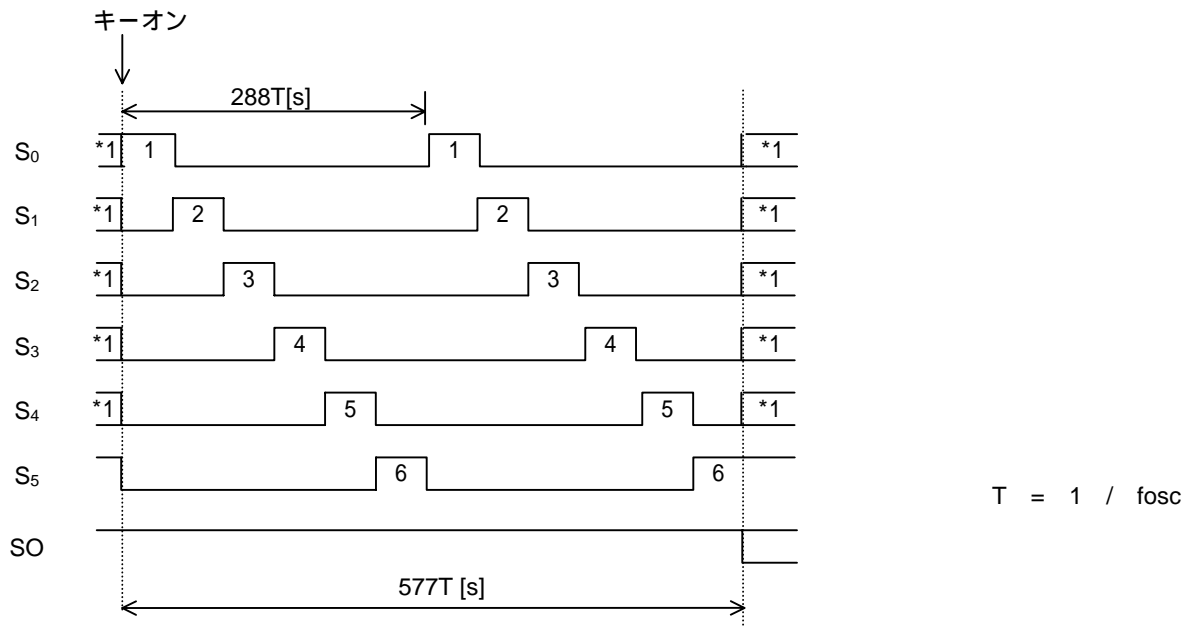 キーオン
288T[s]
S₀ *1 1 1 *1
S₁ *1 2 2 *1
S₂ *1 3 3 *1
S₃ *1 4 4 *1
S₄ *1 5 5 *1
S₅ 6 6
T = 1 / fosc
SO
577T [s]